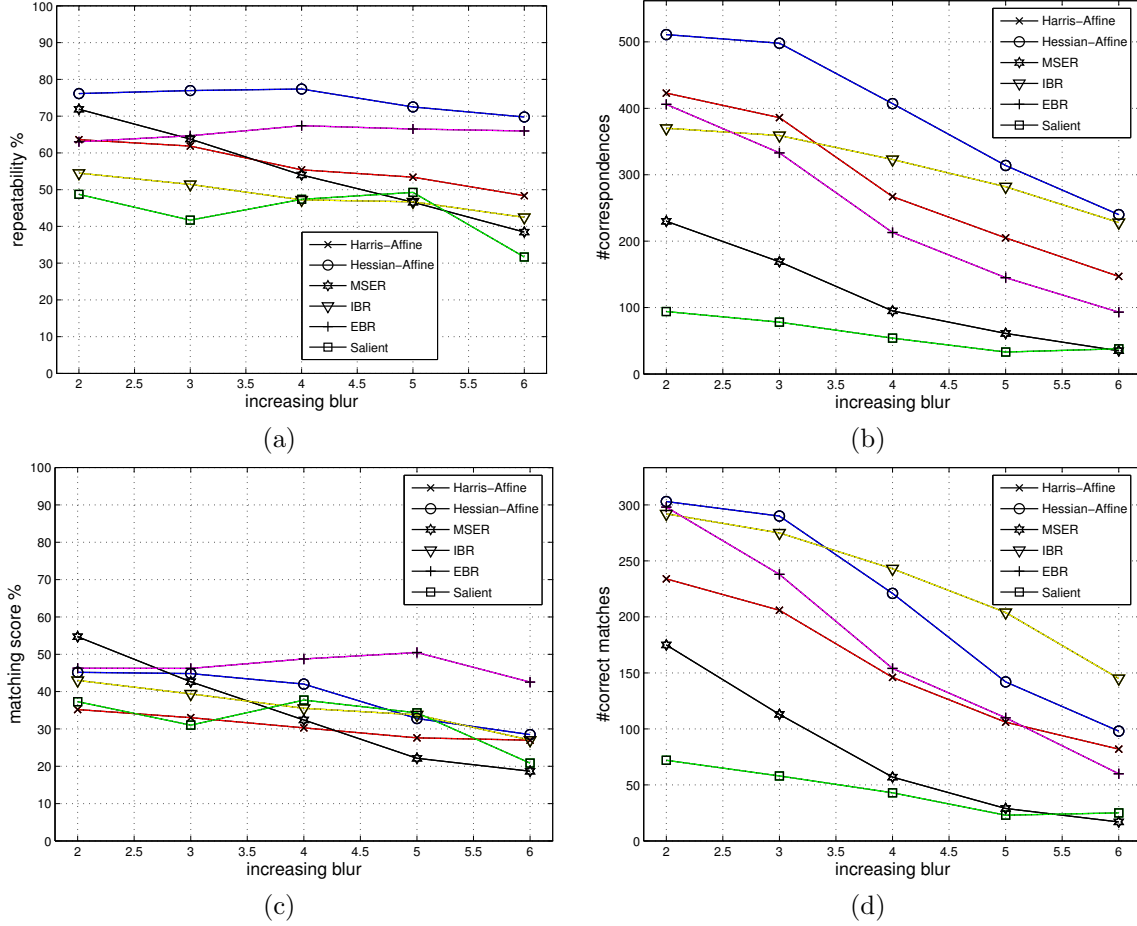 100
90
80
70
60
50
40
30
20
10
0
repeatability %
Harris−Affine
Hessian−Affine
MSER
IBR
EBR
Salient
2 2.5 3 3.5 4 4.5 5 5.5 6
increasing blur
(a)
500
400
300
200
100
0
#correspondences
Harris−Affine
Hessian−Affine
MSER
IBR
EBR
Salient
2 2.5 3 3.5 4 4.5 5 5.5 6
increasing blur
(b)
100
90
80
70
60
50
40
30
20
10
0
matching score %
Harris−Affine
Hessian−Affine
MSER
IBR
EBR
Salient
2 2.5 3 3.5 4 4.5 5 5.5 6
increasing blur
(c)
300
250
200
150
100
50
0
#correct matches
Harris−Affine
Hessian−Affine
MSER
IBR
EBR
Salient
2 2.5 3 3.5 4 4.5 5 5.5 6
increasing blur
(d)